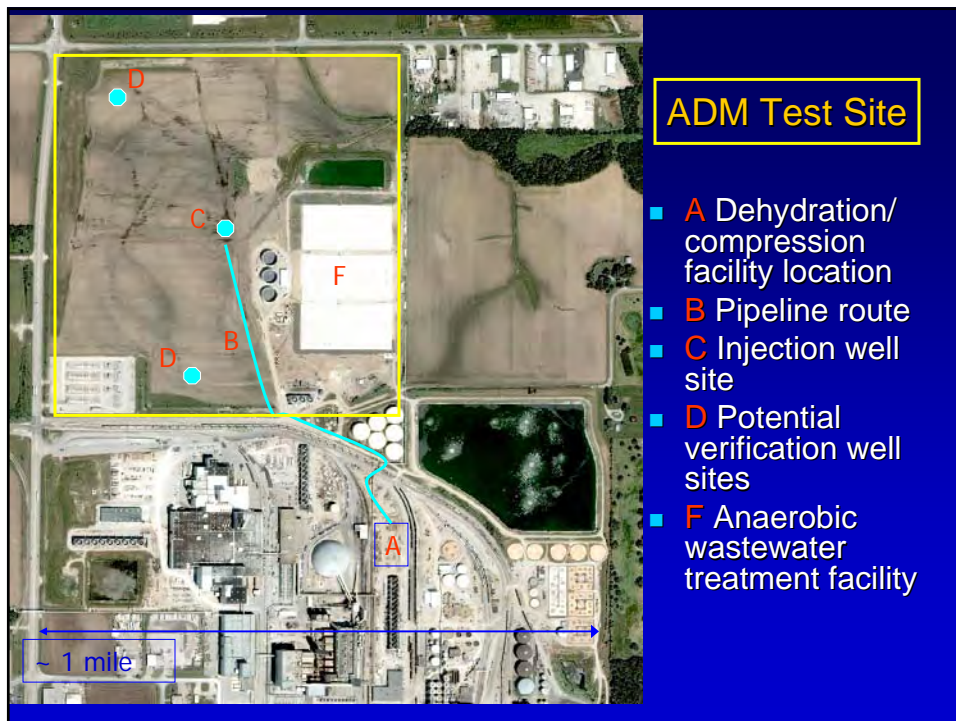 D
C
F
B
D
A
~ 1 mile
ADM Test Site
A Dehydration/
compression
facility location
B Pipeline route
C Injection well
site
D Potential
verification well
sites
F Anaerobic
wastewater
treatment facility